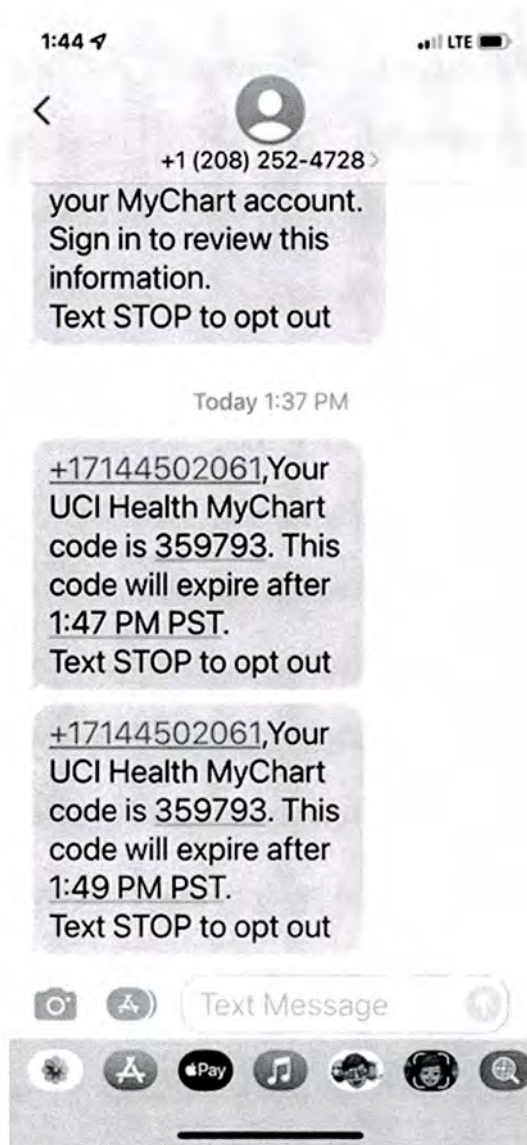 1:44
LTE
+1 (208) 252-4728
your MyChart account.
Sign in to review this
information.
Text STOP to opt out
Today 1:37 PM
+17144502061,Your
UCI Health MyChart
code is 359793. This
code will expire after
1:47 PM PST.
Text STOP to opt out
+17144502061,Your
UCI Health MyChart
code is 359793. This
code will expire after
1:49 PM PST.
Text STOP to opt out
Text Message
Pay